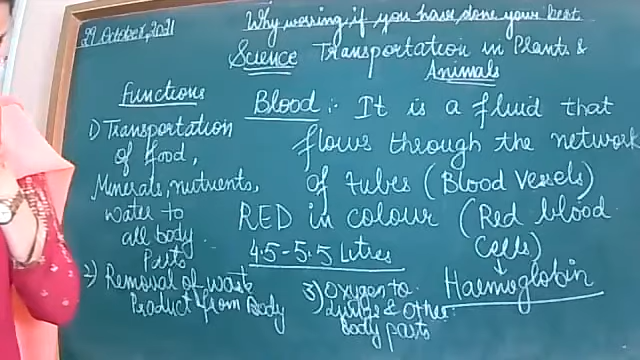 29 October, 2021
Why worring if you have done your best
Science Transportation in Plants &
Animals
Functions
1) Transportation
of food,
Minerals, nutrients,
water to
all body
Parts
2) Removal of waste
Product from Body
Blood :- It is a fluid that
flows through the network
of tubes (Blood Vessels)
RED in colour (Red blood
Cells)
4.5-5.5 Litres
Haemoglobin
3) Oxygen to
& Other
body parts